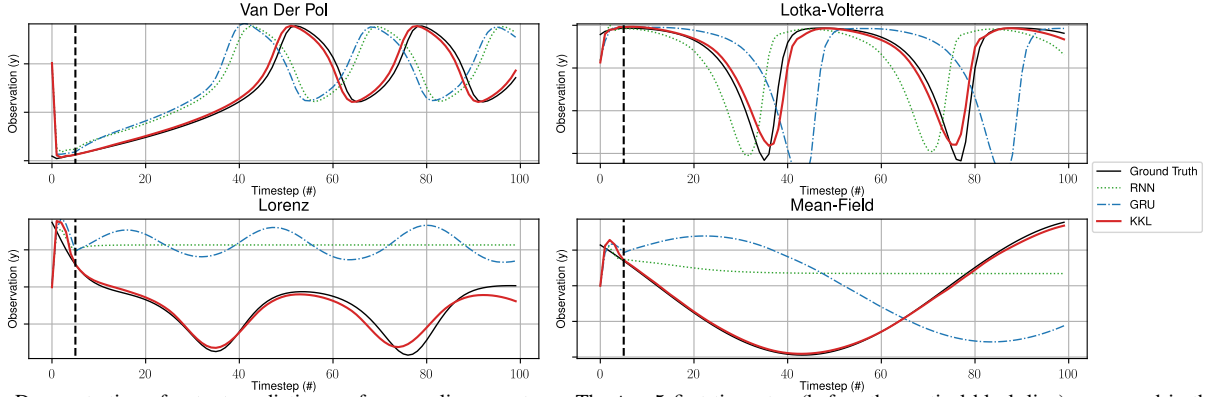 Van Der Pol
Observation (y)
0 20 40 60 80 100
Timestep (#)
Lotka-Volterra
Observation (y)
0 20 40 60 80 100
Timestep (#)
Ground Truth
RNN
GRU
KKL
Lorenz
Observation (y)
0 20 40 60 80 100
Timestep (#)
Mean-Field
Observation (y)
0 20 40 60 80 100
Timestep (#)